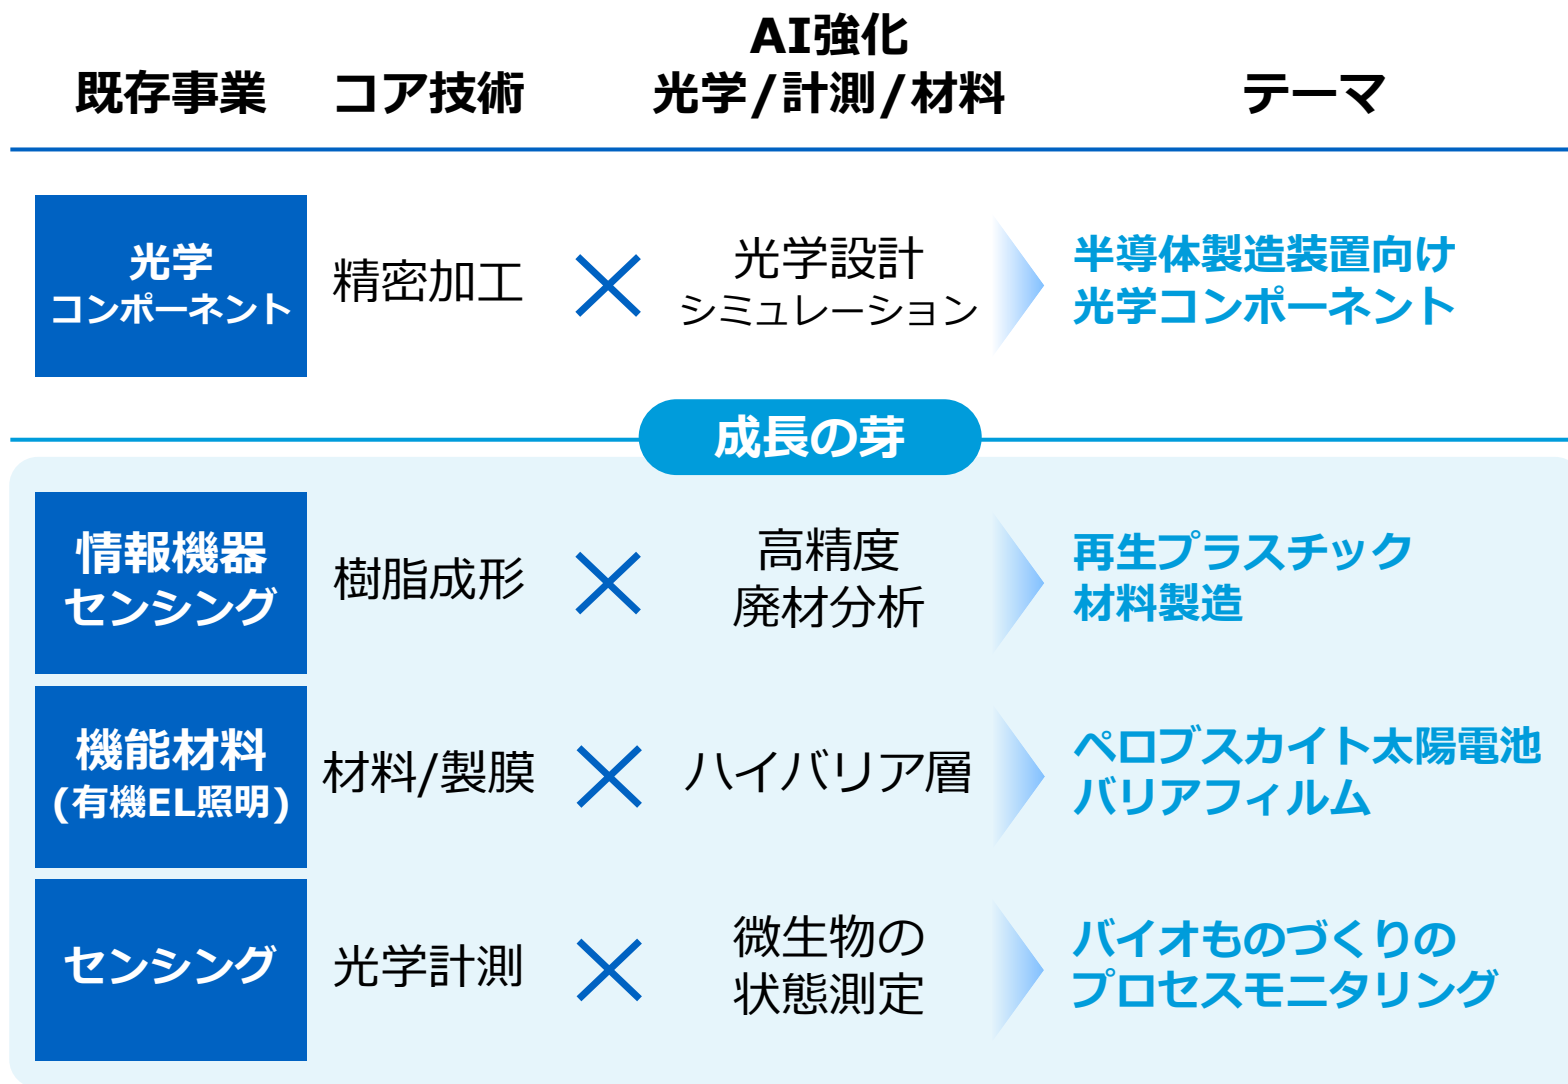 既存事業
コア技術
AI強化
光学/計測/材料
テーマ
光学
コンポーネント
精密加工
×
光学設計
シミュレーション
半導体製造装置向け
光学コンポーネント
成長の芽
情報機器
センシング
樹脂成形
×
高精度
廃材分析
再生プラスチック
材料製造
機能材料
(有機EL照明)
材料/製膜
×
ハイバリア層
ペロブスカイト太陽電池
バリアフィルム
センシング
光学計測
×
微生物の
状態測定
バイオものづくりの
プロセスモニタリング